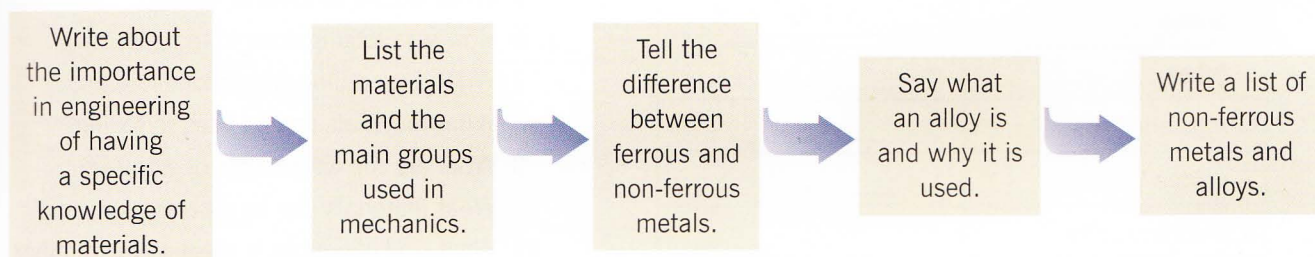 Write about
the importance
in engineering
of having
a specific
knowledge of
materials.
List the
materials
and the
main groups
used in
mechanics.
Tell the
difference
between
ferrous and
non-ferrous
metals.
Say what
an alloy is
and why it is
used.
Write a list of
non-ferrous
metals and
alloys.